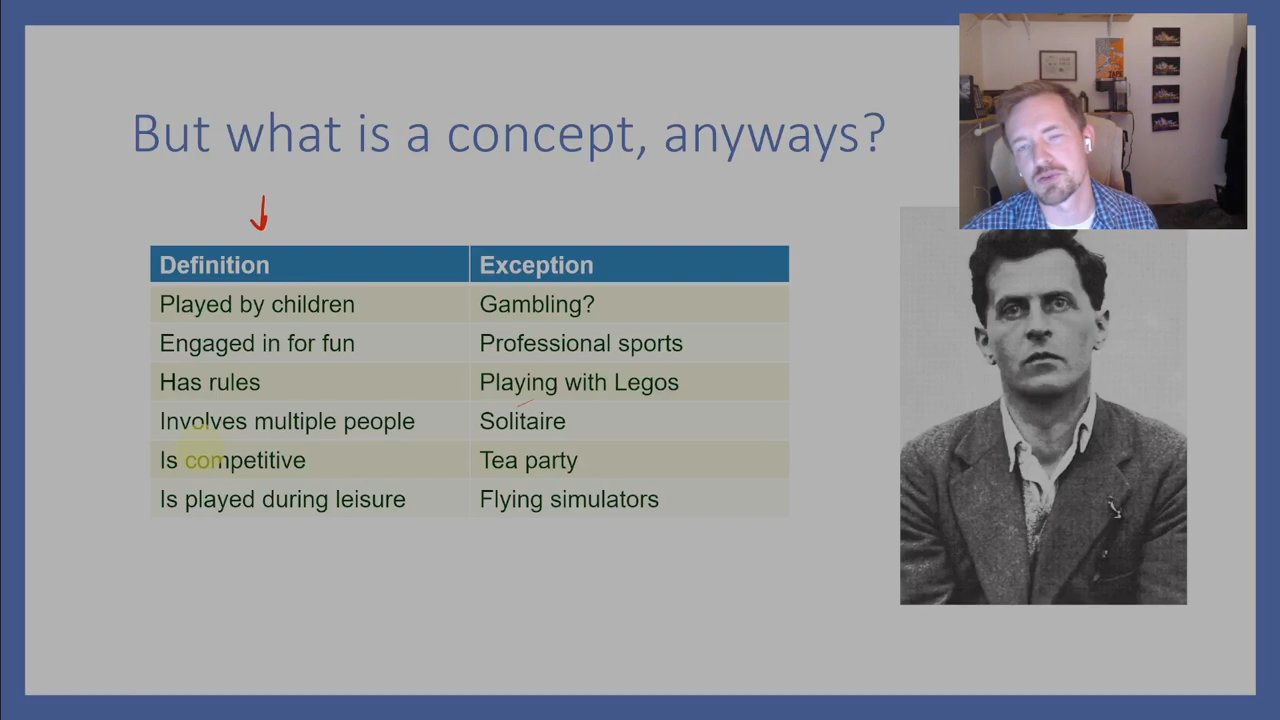 But what is a concept, anyways?
Definition Exception
Played by children Gambling?
Engaged in for fun Professional sports
Has rules Playing with Legos
Involves multiple people Solitaire
Is competitive Tea party
Is played during leisure Flying simulators